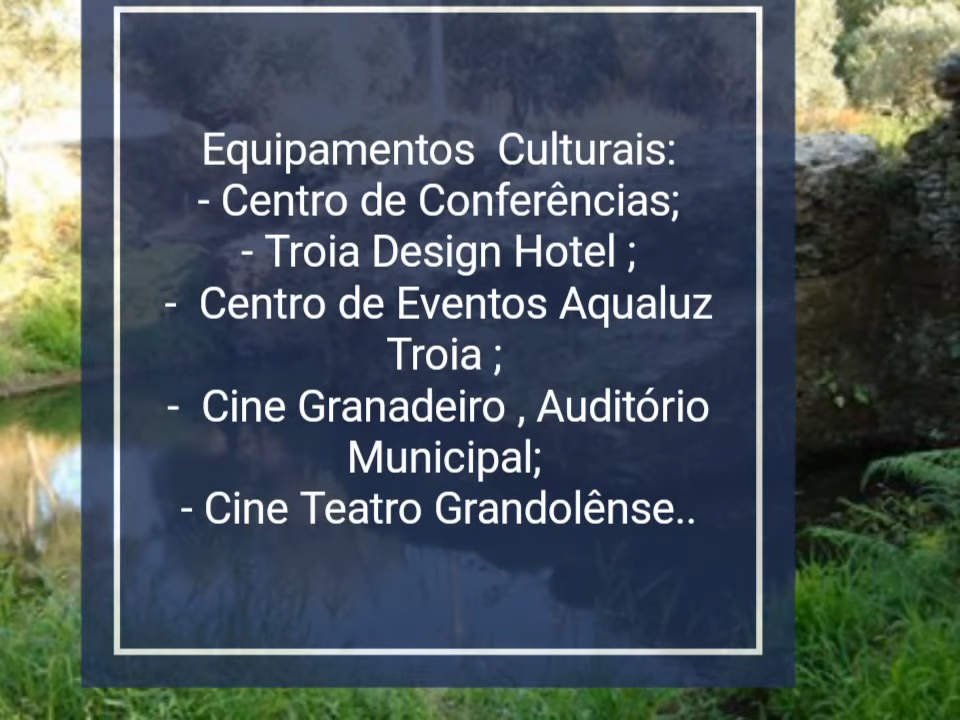 Equipamentos  Culturais:
- Centro de Conferências;
- Troia Design Hotel ;
-  Centro de Eventos Aqualuz
Troia ;
-  Cine Granadeiro , Auditório
Municipal;
- Cine Teatro Grandolênse..